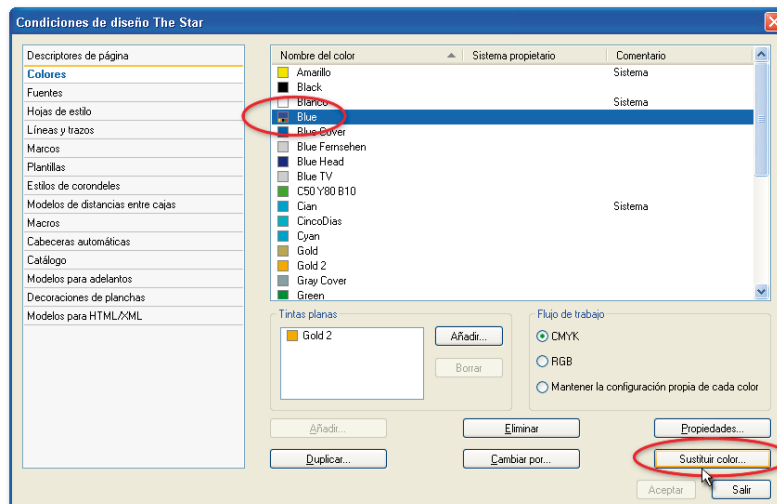 Condiciones de diseño The Star
Descriptores de página
Colores
Fuentes
Hojas de estilo
Líneas y trazos
Marcos
Plantillas
Estilos de corondeles
Modelos de distancias entre cajas
Macros
Cabeceras automáticas
Catálogo
Modelos para adelantos
Decoraciones de planchas
Modelos para HTML/XML
Nombre del color Sistema propietario Comentario
Amarillo Sistema
Black
Blanco Sistema
Blue
Blue Cover
Blue Fernsehen
Blue Head
Blue TV
C50 Y80 B10
Cian Sistema
CincoDias
Cyan
Gold
Gold 2
Gray Cover
Green
Tintas planas
Gold 2
Añadir...
Borrar
Flujo de trabajo
CMYK
RGB
Mantener la configuración propia de cada color
Añadir... Eliminar Propiedades...
Duplicar... Cambiar por... Sustituir color...
Aceptar Salir